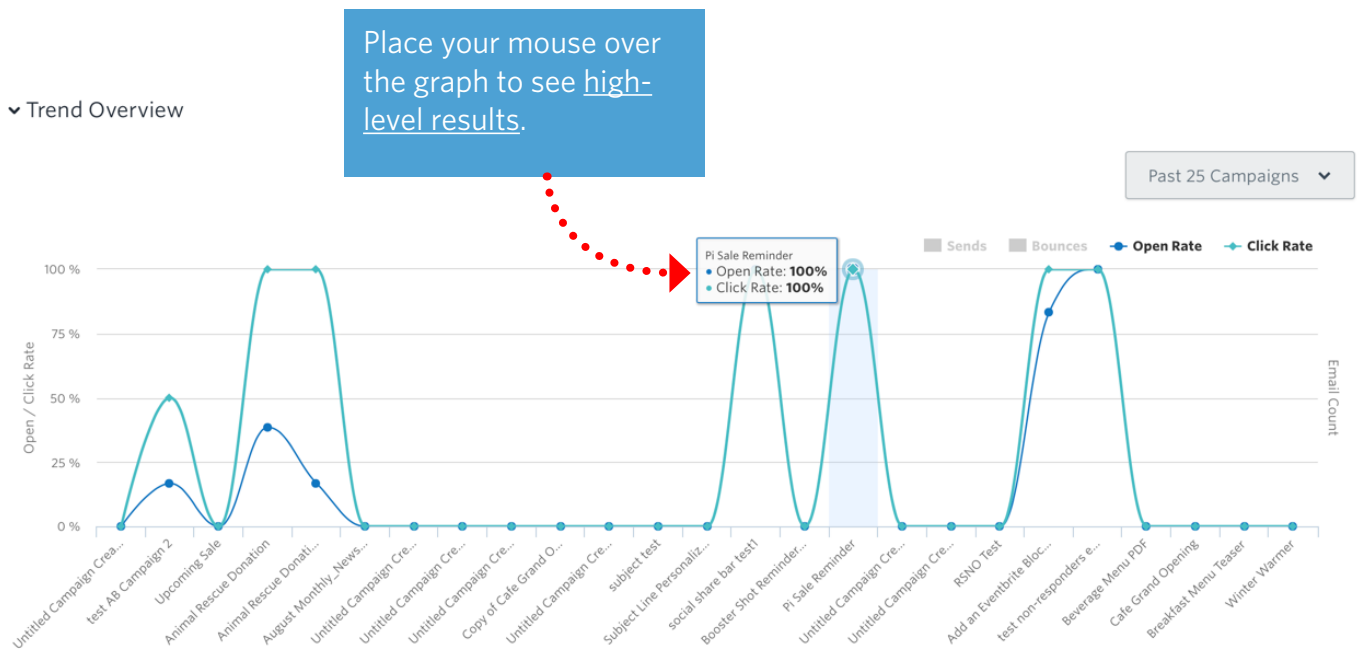 Place your mouse over
the graph to see high-
level results.
Trend Overview
Past 25 Campaigns
Sends
Bounces
Open Rate
Click Rate
Pi Sale Reminder
Open Rate: 100%
Click Rate: 100%
100 %
75 %
50 %
25 %
0 %
Open / Click Rate
Email Count
Untitled Campaign Crea...
test AB Campaign 2
Upcoming Sale
Animal Rescue Donation
Animal Rescue Donati...
August Monthly_News...
Untitled Campaign Cre...
Untitled Campaign Cre...
Untitled Campaign Cre...
Copy of Cafe Grand O...
Untitled Campaign Cre...
subject test
Subject Line Personaliz...
social share bar test1
Booster Shot Reminder...
Pi Sale Reminder
Untitled Campaign Cre...
Untitled Campaign Cre...
RSNO Test
Add an Eventbrite Bloc...
test non-responders e...
Beverage Menu PDF
Cafe Grand Opening
Breakfast Menu Teaser
Winter Warmer